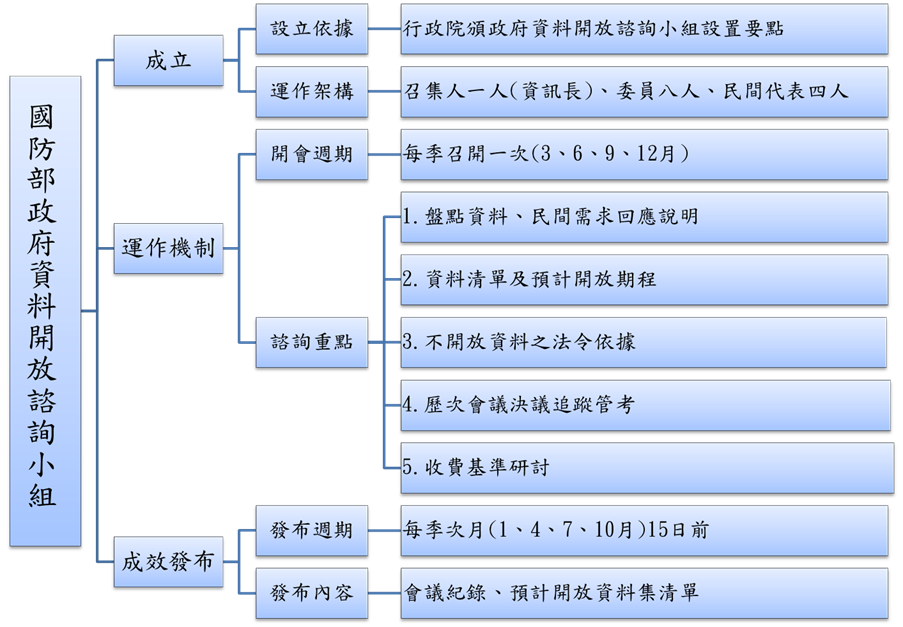 國防部政府資料開放諮詢小組
成立
設立依據
行政院頒政府資料開放諮詢小組設置要點
運作架構
召集人一人(資訊長)、委員八人、民間代表四人
運作機制
開會週期
每季召開一次(3、6、9、12月)
諮詢重點
1.盤點資料、民間需求回應說明
2.資料清單及預計開放期程
3.不開放資料之法令依據
4.歷次會議決議追蹤管考
5.收費基準研討
成效發布
發布週期
每季次月(1、4、7、10月)15日前
發布內容
會議紀錄、預計開放資料集清單